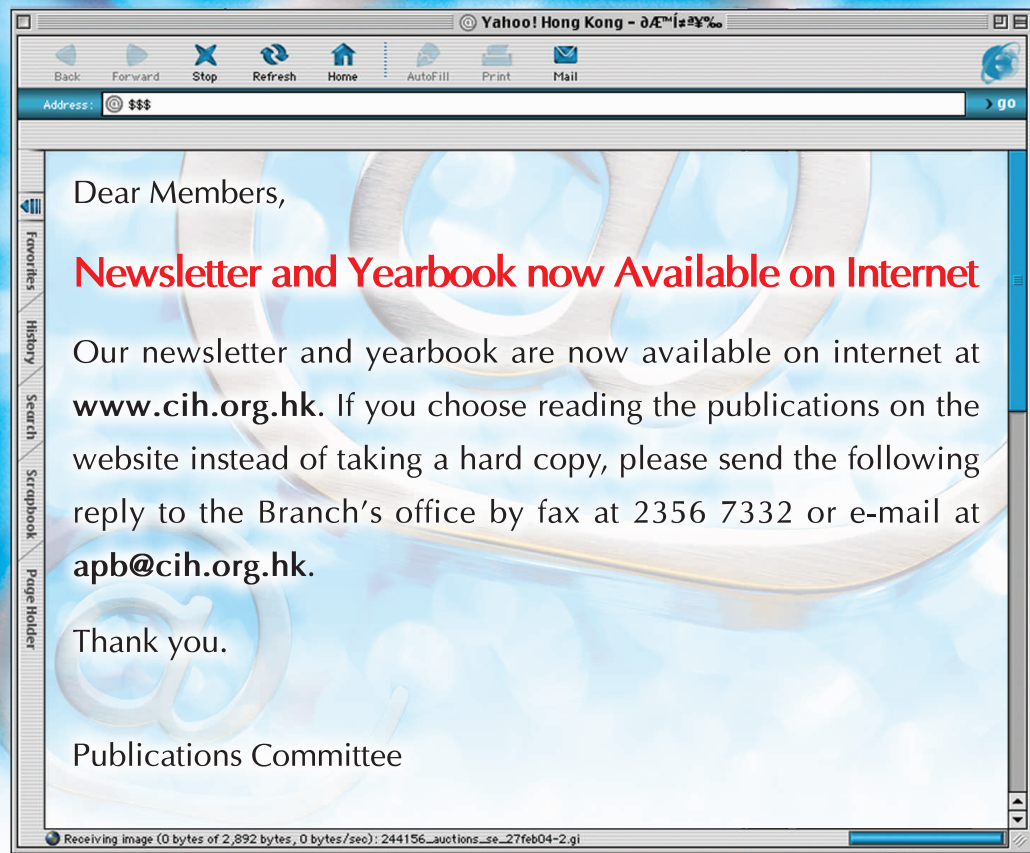 @ Yahoo! Hong Kong - ∂Æ™Í≠ª¥‰
Back Forward Stop Refresh Home AutoFill Print Mail
Address: @ $$$ go
Favorites
History
Search
Scrapbook
Page Holder
Dear Members,
Newsletter and Yearbook now Available on Internet
Our newsletter and yearbook are now available on internet at
www.cih.org.hk. If you choose reading the publications on the
website instead of taking a hard copy, please send the following
reply to the Branch's office by fax at 2356 7332 or e-mail at
apb@cih.org.hk.
Thank you.
Publications Committee
Receiving image (0 bytes of 2,892 bytes, 0 bytes/sec): 244156_auctions_se_27feb04-2.gi